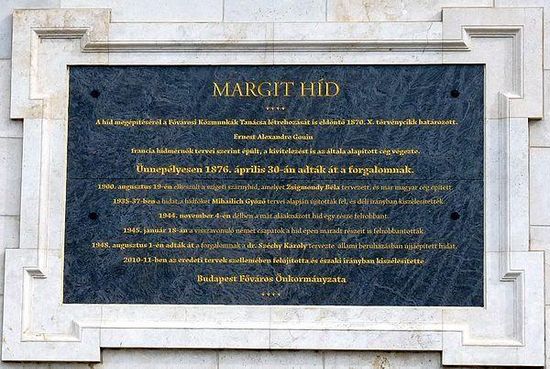 MARGIT HÍD
A híd megépítéséről a Fővárosi Közmunkák Tanácsa létrehozását is eldöntő 1870. X. törvénycikk határozott.
Ernest Alexandre Gouin
francia hídmérnök tervei szerint épült, a kivitelezést is az általa alapított cég végezte.
Ünnepélyesen 1876. április 30-án adták át a forgalomnak.
1900. augusztus 19-én elkészült a szigeti szárnyhíd, amelyet Zsigmondy Béla tervezett, és már magyar cég épített.
1935-37-ben a hidat, a hídfőket Mihailich Győző tervei alapján újították fel, és déli irányban kiszélesítették.
1944. november 4-én délben a már aláaknázott híd egy része felrobbant.
1945. január 18-án a visszavonuló német csapatok a híd épen maradt részeit is felrobbantották.
1948. augusztus 1-én adták át a forgalomnak a dr. Széchy Károly tervezte állami beruházásban újjáépített hidat,
2010-11-ben az eredeti tervek szellemében felújította és északi irányban kiszélesítette
Budapest Főváros Önkormányzata